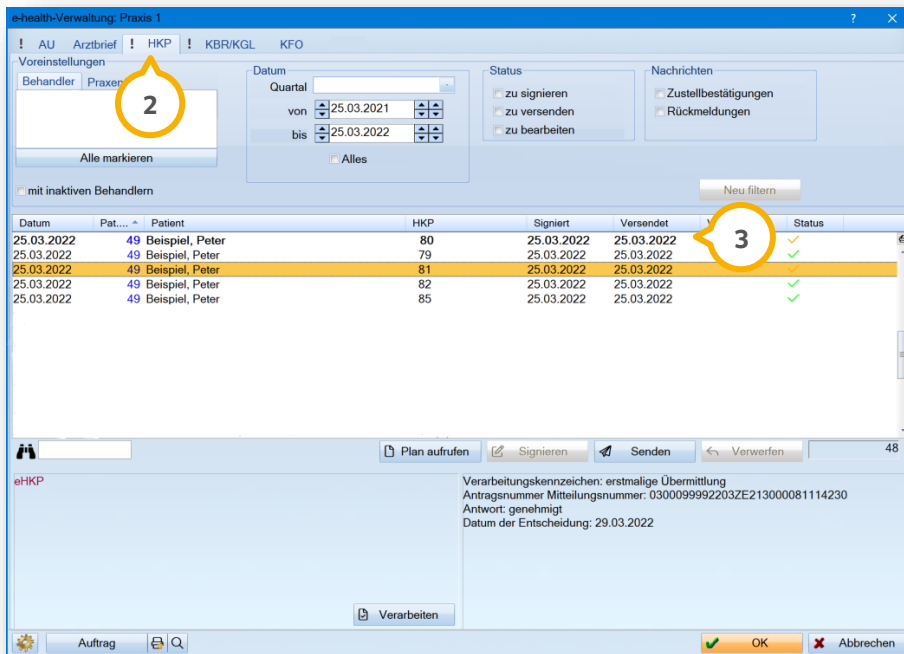 e-health-Verwaltung: Praxis 1 ? ×
! AU Arztbrief ! HKP ! KBR/KGL KFO
Voreinstellungen
Behandler
2
Alle markieren
mit inaktiven Behandlern
Datum
Quartal
von 25.03.2021
bis 25.03.2022
Alles
Status
zu signieren
zu versenden
zu bearbeiten
Nachrichten
Zustellbestätigungen
Rückmeldungen
Neu filtern
Datum Pat.... Patient HKP Signiert Versendet Status
25.03.2022 49 Beispiel, Peter 80 25.03.2022 25.03.2022
25.03.2022 49 Beispiel, Peter 79 25.03.2022 25.03.2022
25.03.2022 49 Beispiel, Peter 81 25.03.2022 25.03.2022
25.03.2022 49 Beispiel, Peter 82 25.03.2022 25.03.2022
25.03.2022 49 Beispiel, Peter 85 25.03.2022 25.03.2022
3
Plan aufrufen Signieren Senden Verwerfen 48
eHKP
Verarbeitungskennzeichen: erstmalige Übermittlung
Antragsnummer Mitteilungsnummer: 0300099992203ZE213000081114230
Antwort: genehmigt
Datum der Entscheidung: 29.03.2022
Verarbeiten
Auftrag OK Abbrechen